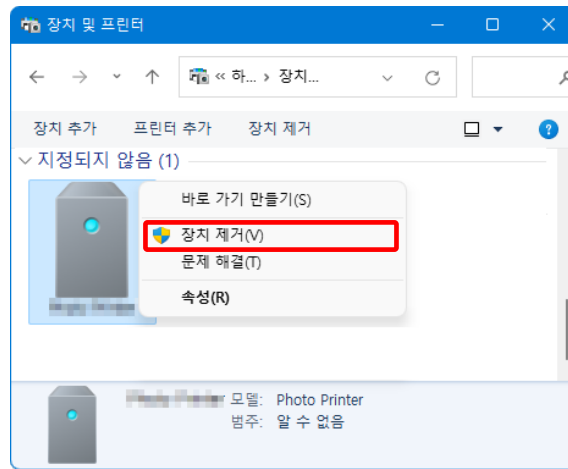 장치 및 프린터
« 하... › 장치...
장치 추가 프린터 추가 장치 제거 ?
지정되지 않음 (1)
바로 가기 만들기(S)
장치 제거(V)
문제 해결(T)
속성(R)
모델: Photo Printer
범주: 알 수 없음